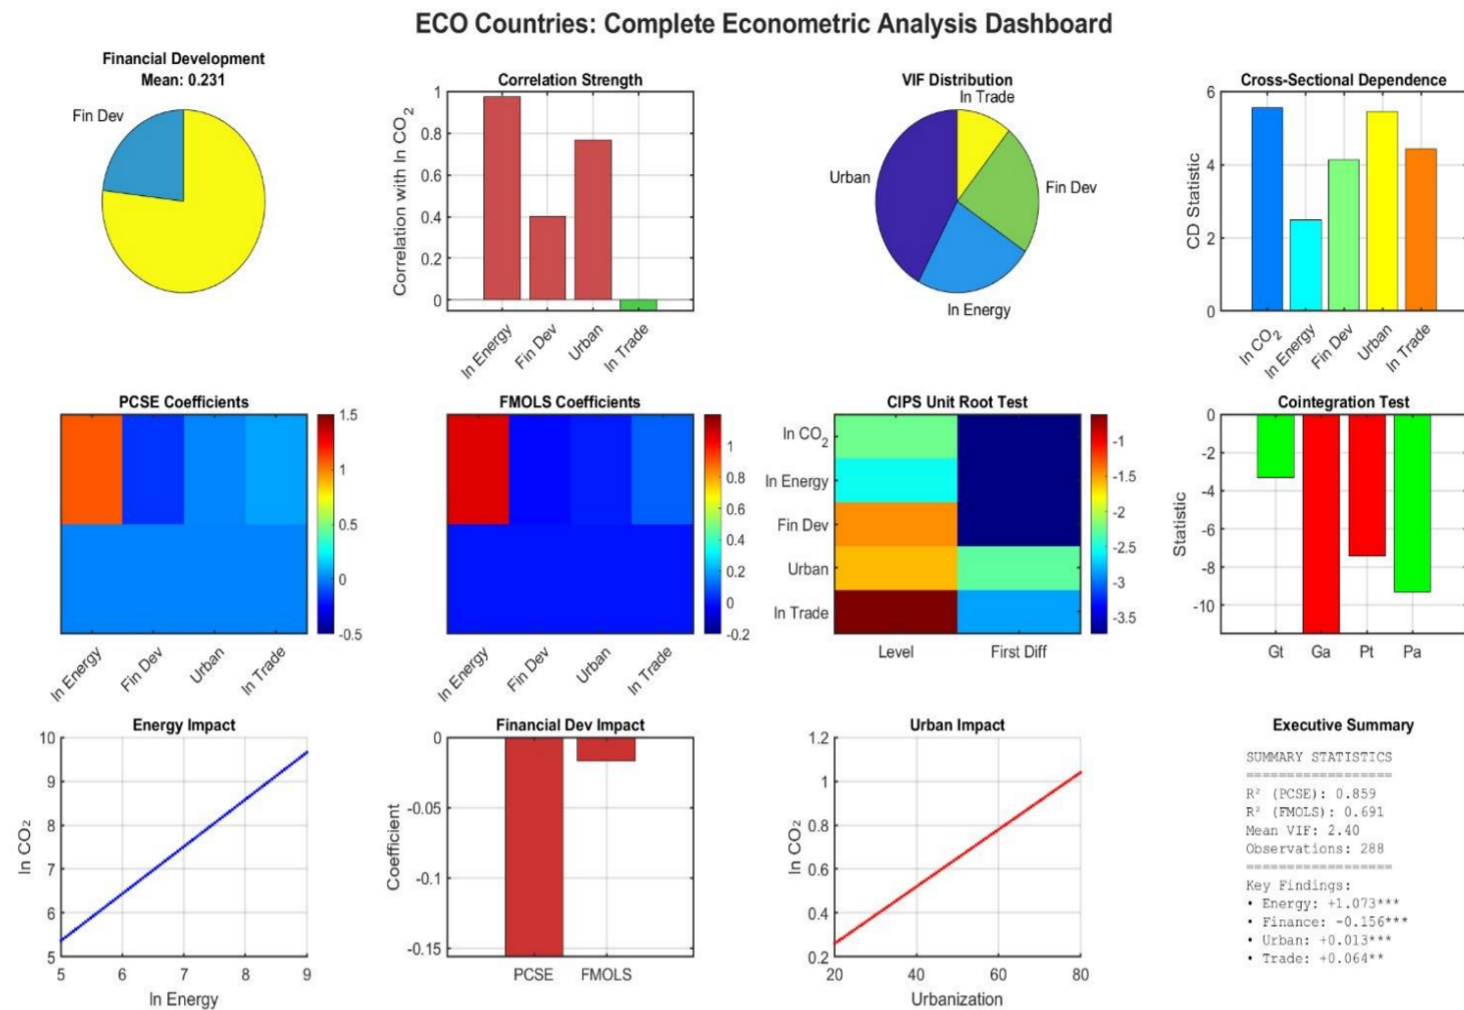 ECO Countries: Complete Econometric Analysis Dashboard
Financial Development
Mean: 0.231
Fin Dev
Correlation Strength
Correlation with ln CO₂
1
0.8
0.6
0.4
0.2
0
ln Energy
Fin Dev
Urban
ln Trade
VIF Distribution
ln Trade
Urban
Fin Dev
ln Energy
Cross-Sectional Dependence
CD Statistic
6
4
2
0
ln CO₂
ln Energy
Fin Dev
Urban
ln Trade
PCSE Coefficients
1.5
1
0.5
0
-0.5
ln Energy
Fin Dev
Urban
ln Trade
FMOLS Coefficients
1
0.8
0.6
0.4
0.2
0
-0.2
ln Energy
Fin Dev
Urban
ln Trade
CIPS Unit Root Test
ln CO₂
ln Energy
Fin Dev
Urban
ln Trade
Level
First Diff
-1
-1.5
-2
-2.5
-3
-3.5
Cointegration Test
Statistic
0
-2
-4
-6
-8
-10
Gt
Ga
Pt
Pa
Energy Impact
ln CO₂
10
9
8
7
6
5
5
6
7
8
9
ln Energy
Financial Dev Impact
Coefficient
0
-0.05
-0.1
-0.15
PCSE
FMOLS
Urban Impact
ln CO₂
1.2
1
0.8
0.6
0.4
0.2
20
40
60
80
Urbanization
Executive Summary
SUMMARY STATISTICS
==================
R² (PCSE): 0.859
R² (FMOLS): 0.691
Mean VIF: 2.40
Observations: 288
==================
Key Findings:
• Energy: +1.073***
• Finance: -0.156***
• Urban: +0.013***
• Trade: +0.064**